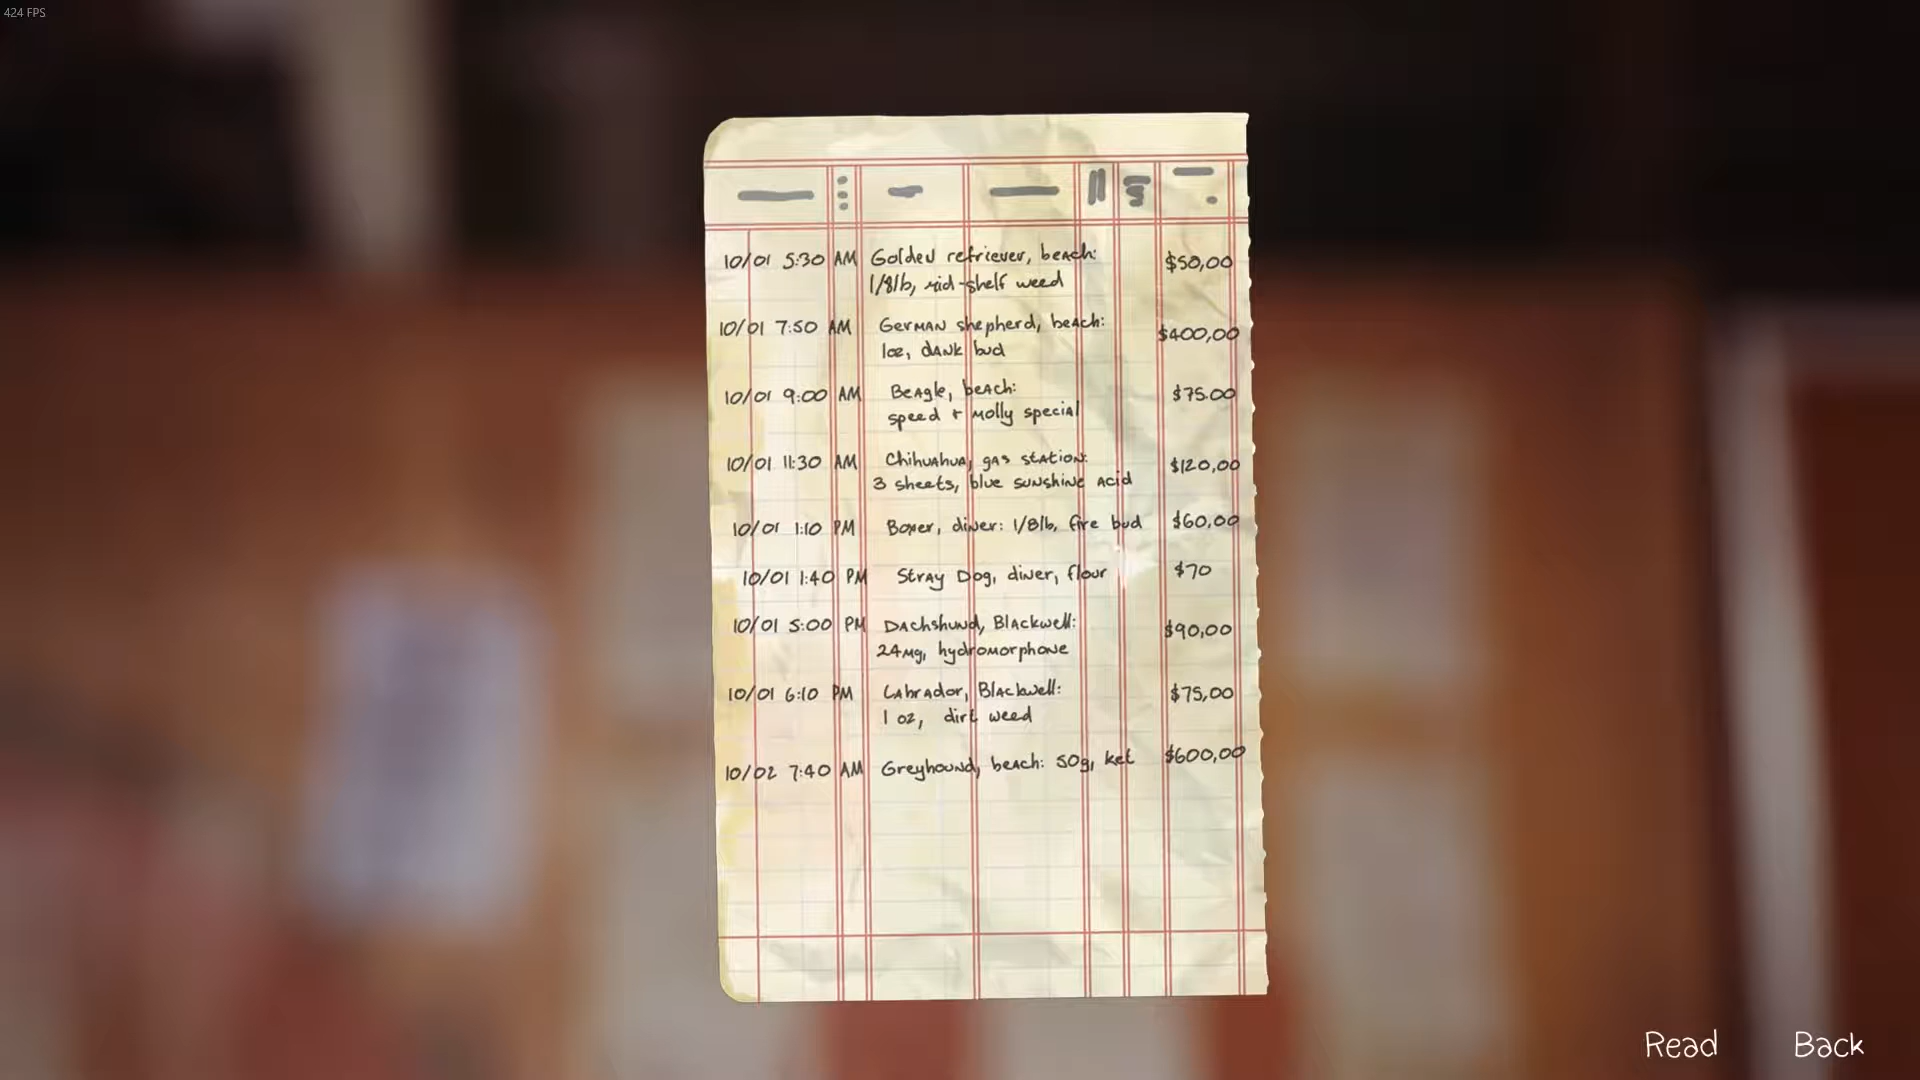 424 FPS
10/01 5:30 AM Golden retriever, beach: $50,00
1/8lb, mid-shelf weed
10/01 7:50 AM German shepherd, beach: $400,00
1oz, dank bud
10/01 9:00 AM Beagle, beach: $75.00
speed + molly special
10/01 11:30 AM Chihuahua, gas station: $120,00
3 sheets, blue sunshine acid
10/01 1:10 PM Boxer, diner: 1/8lb, fire bud $60,00
10/01 1:40 PM Stray Dog, diner, flour $70
10/01 5:00 PM Dachshund, Blackwell: $90,00
24mg, hydromorphone
10/01 6:10 PM Labrador, Blackwell: $75,00
1 oz, dirt weed
10/02 7:40 AM Greyhound, beach: 50g, ket $600,00
Read Back